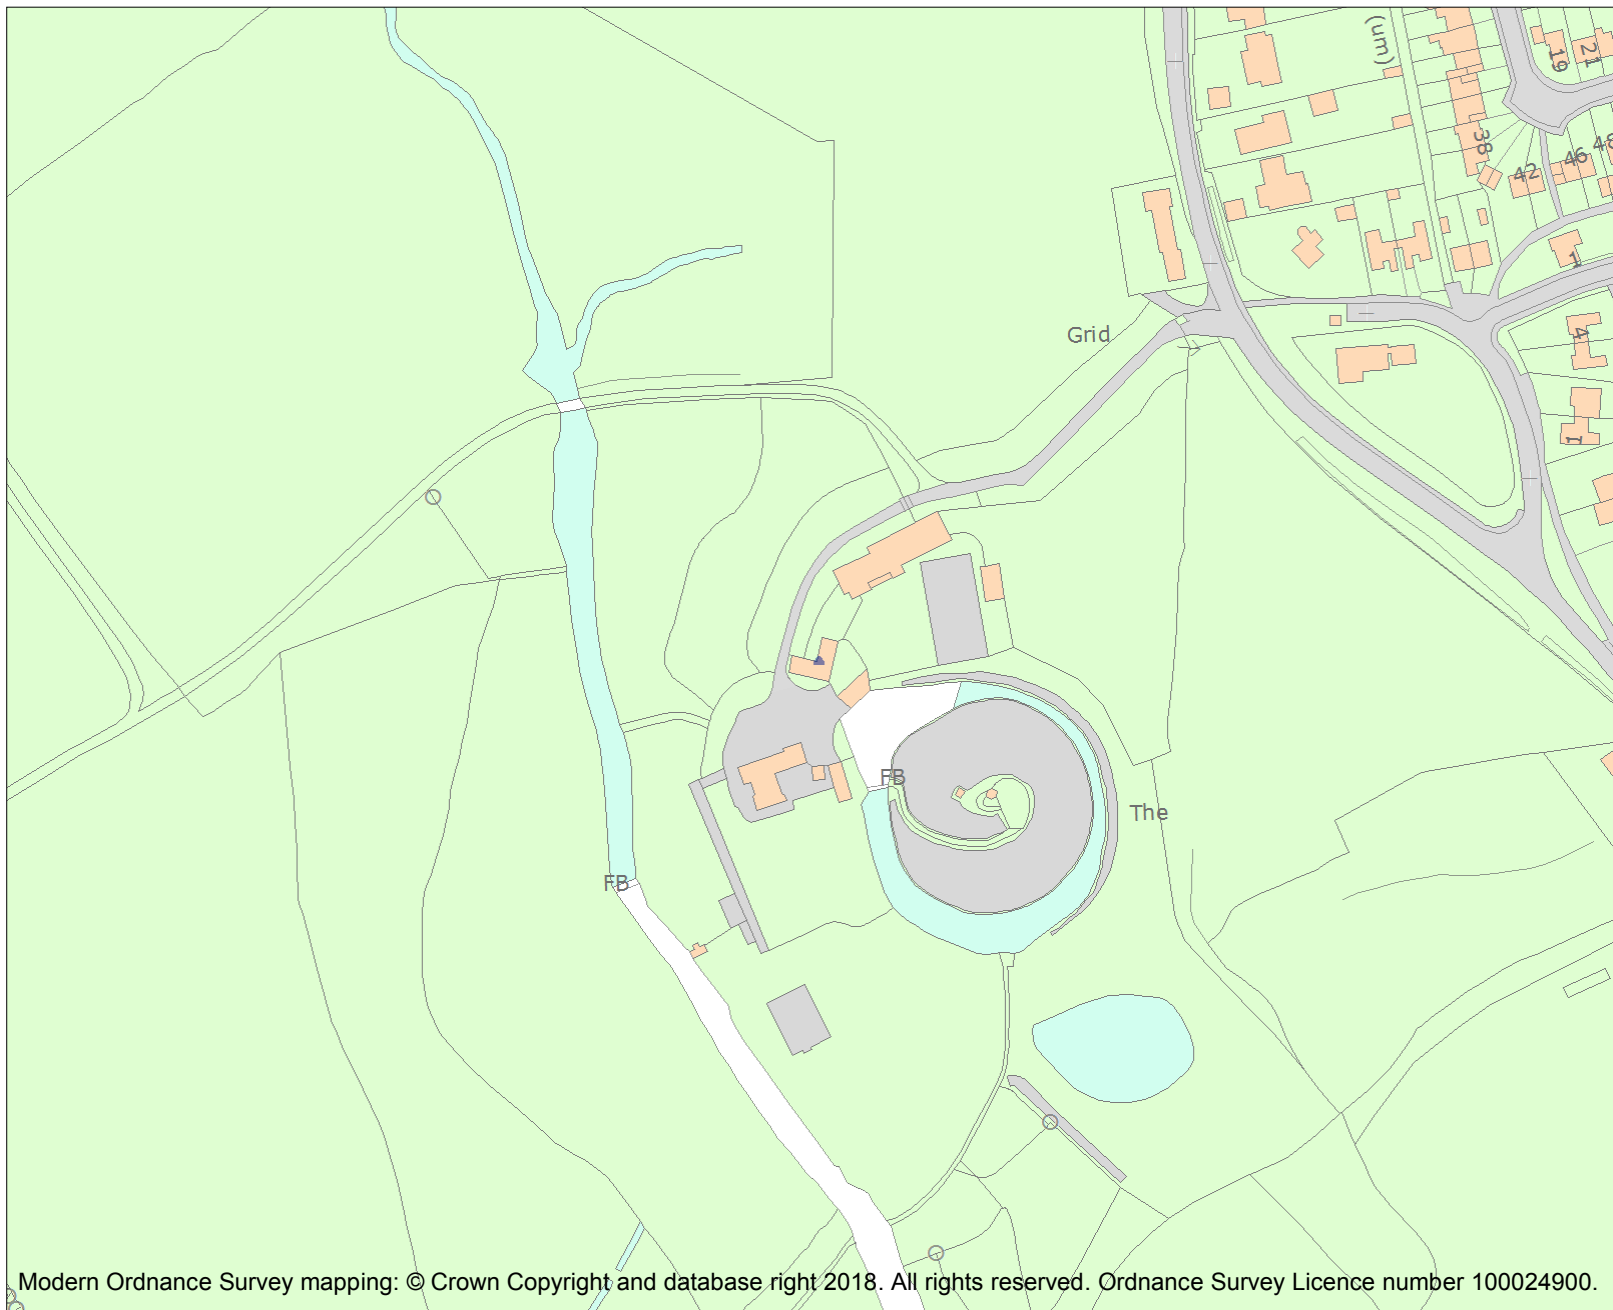 (um)
19
21
38
42
46
48
1
Grid
4
1
FB
The
FB
Modern Ordnance Survey mapping: © Crown Copyright and database right 2018. All rights reserved. Ordnance Survey Licence number 100024900.